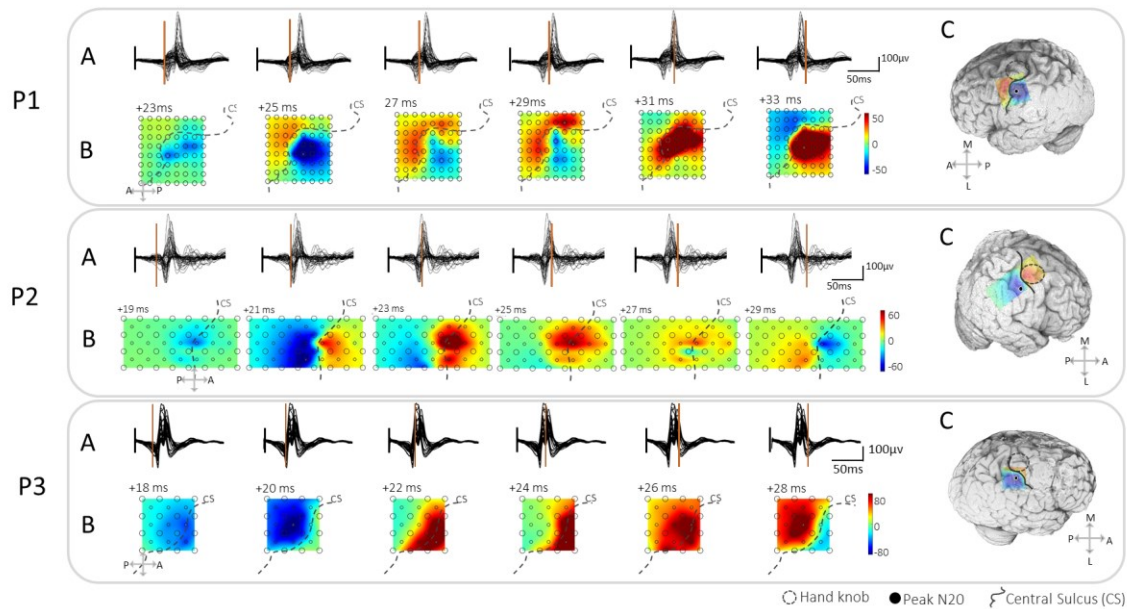 P1
A
100μv
50ms
+23 ms
+25 ms
27 ms
+29ms
+31 ms
+33 ms
B
CS
CS
CS
CS
CS
CS
50
0
-50
A P
C
M
A P
L
P2
A
100μv
50ms
+19 ms
+21 ms
+23 ms
+25ms
+27 ms
+29 ms
B
CS
CS
CS
CS
CS
CS
60
0
-60
P A
C
M
P A
L
P3
A
100μv
50ms
+18 ms
+20 ms
+22 ms
+24 ms
+26 ms
+28 ms
B
CS
CS
CS
CS
CS
CS
80
0
-80
P A
C
M
P A
L
Hand knob Peak N20 Central Sulcus (CS)